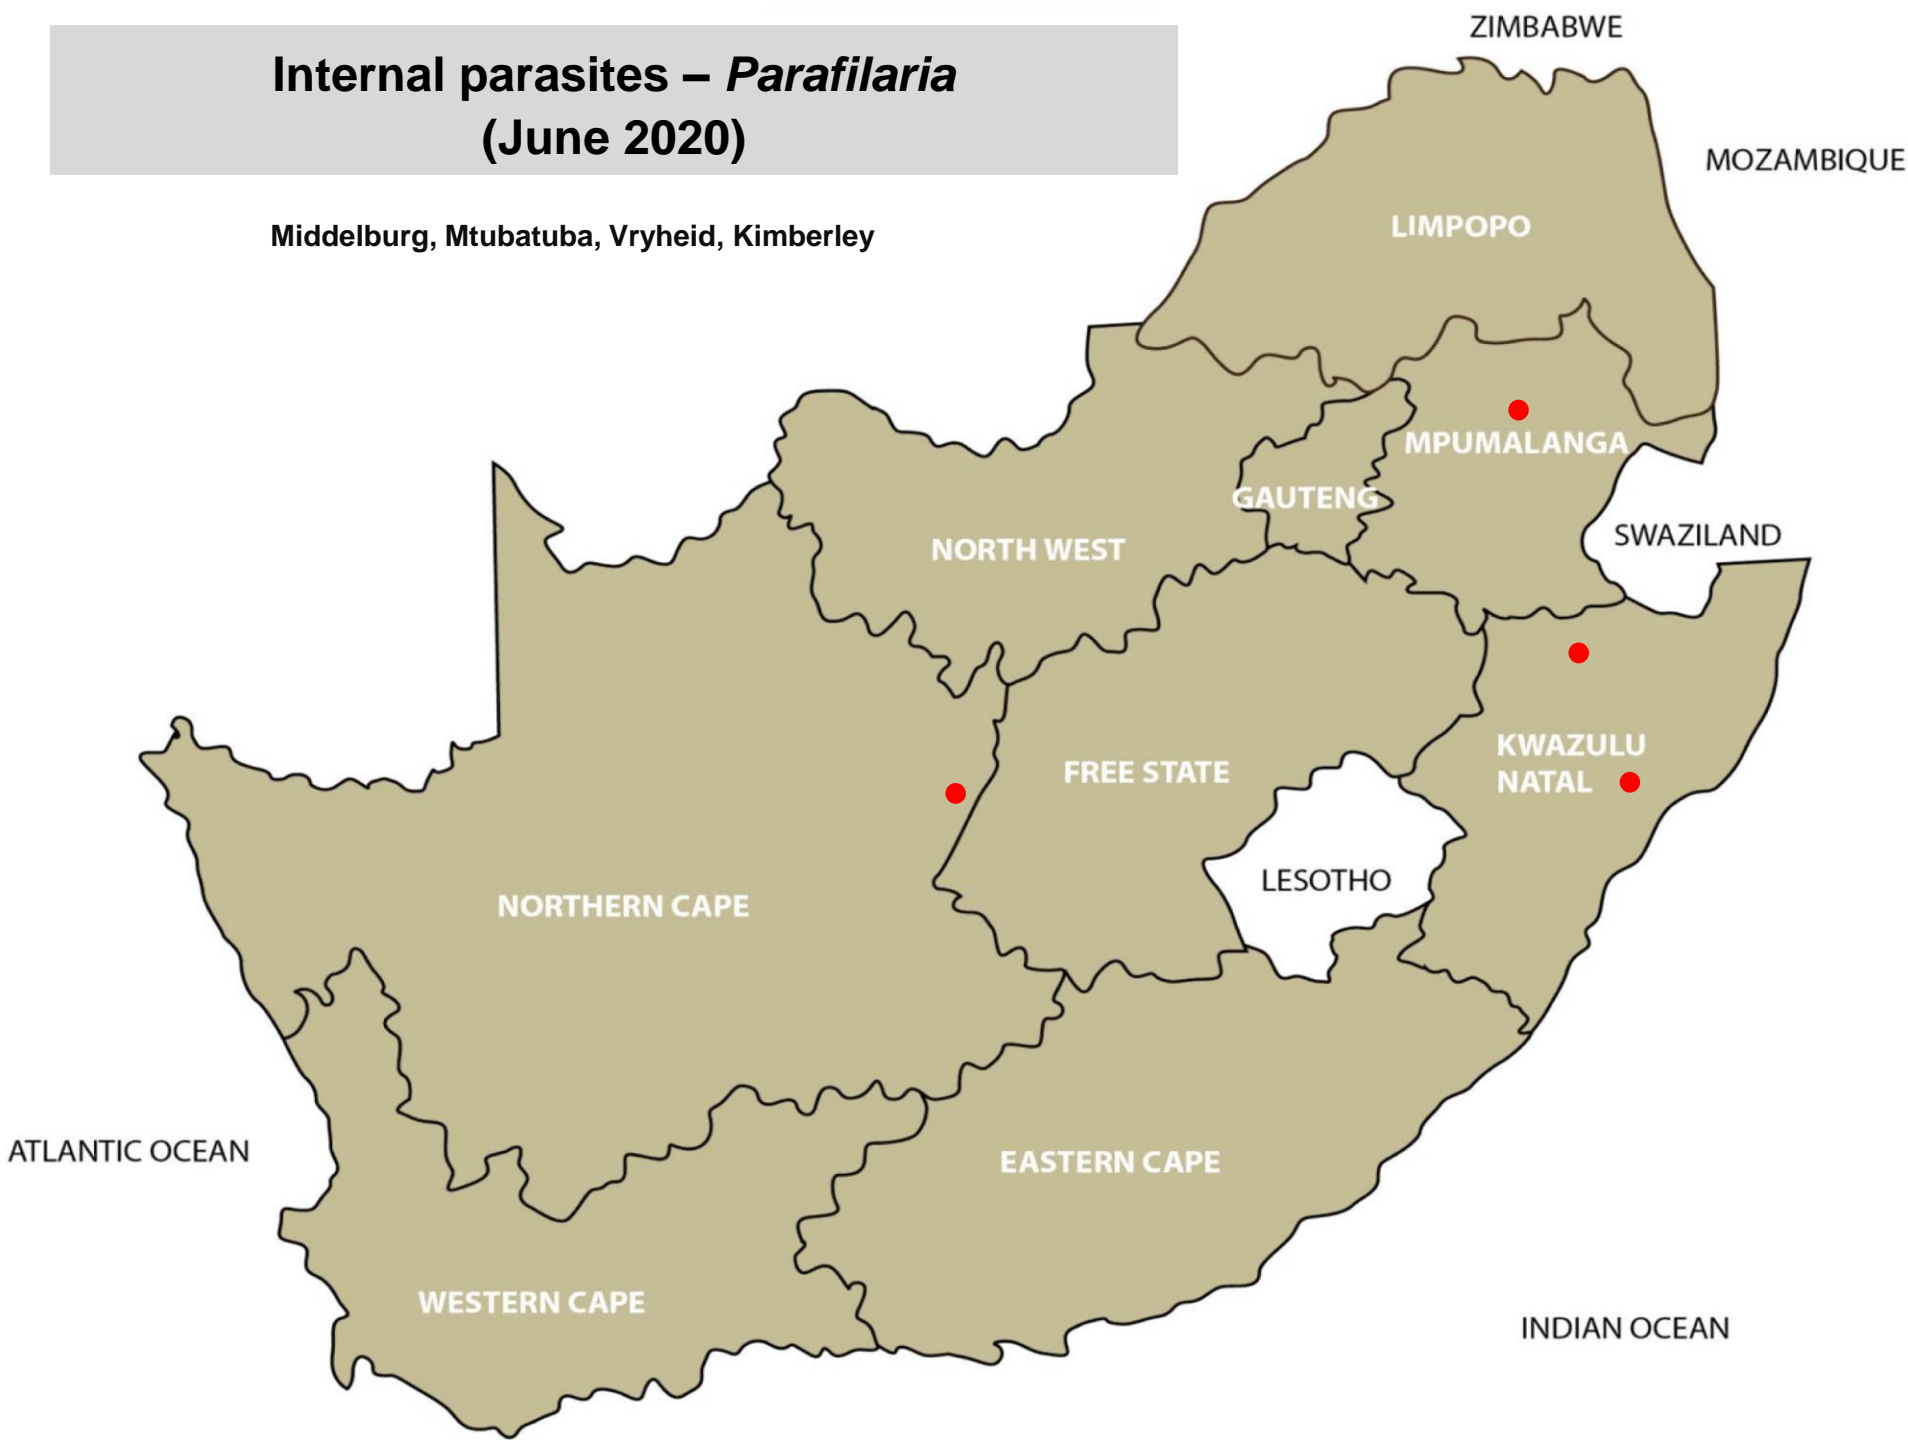 Internal parasites – Parafilaria
(June 2020)
Middelburg, Mtubatuba, Vryheid, Kimberley
ZIMBABWE
MOZAMBIQUE
LIMPOPO
MPUMALANGA
GAUTENG
SWAZILAND
NORTH WEST
KWAZULU
NATAL
FREE STATE
LESOTHO
NORTHERN CAPE
ATLANTIC OCEAN
EASTERN CAPE
WESTERN CAPE
INDIAN OCEAN